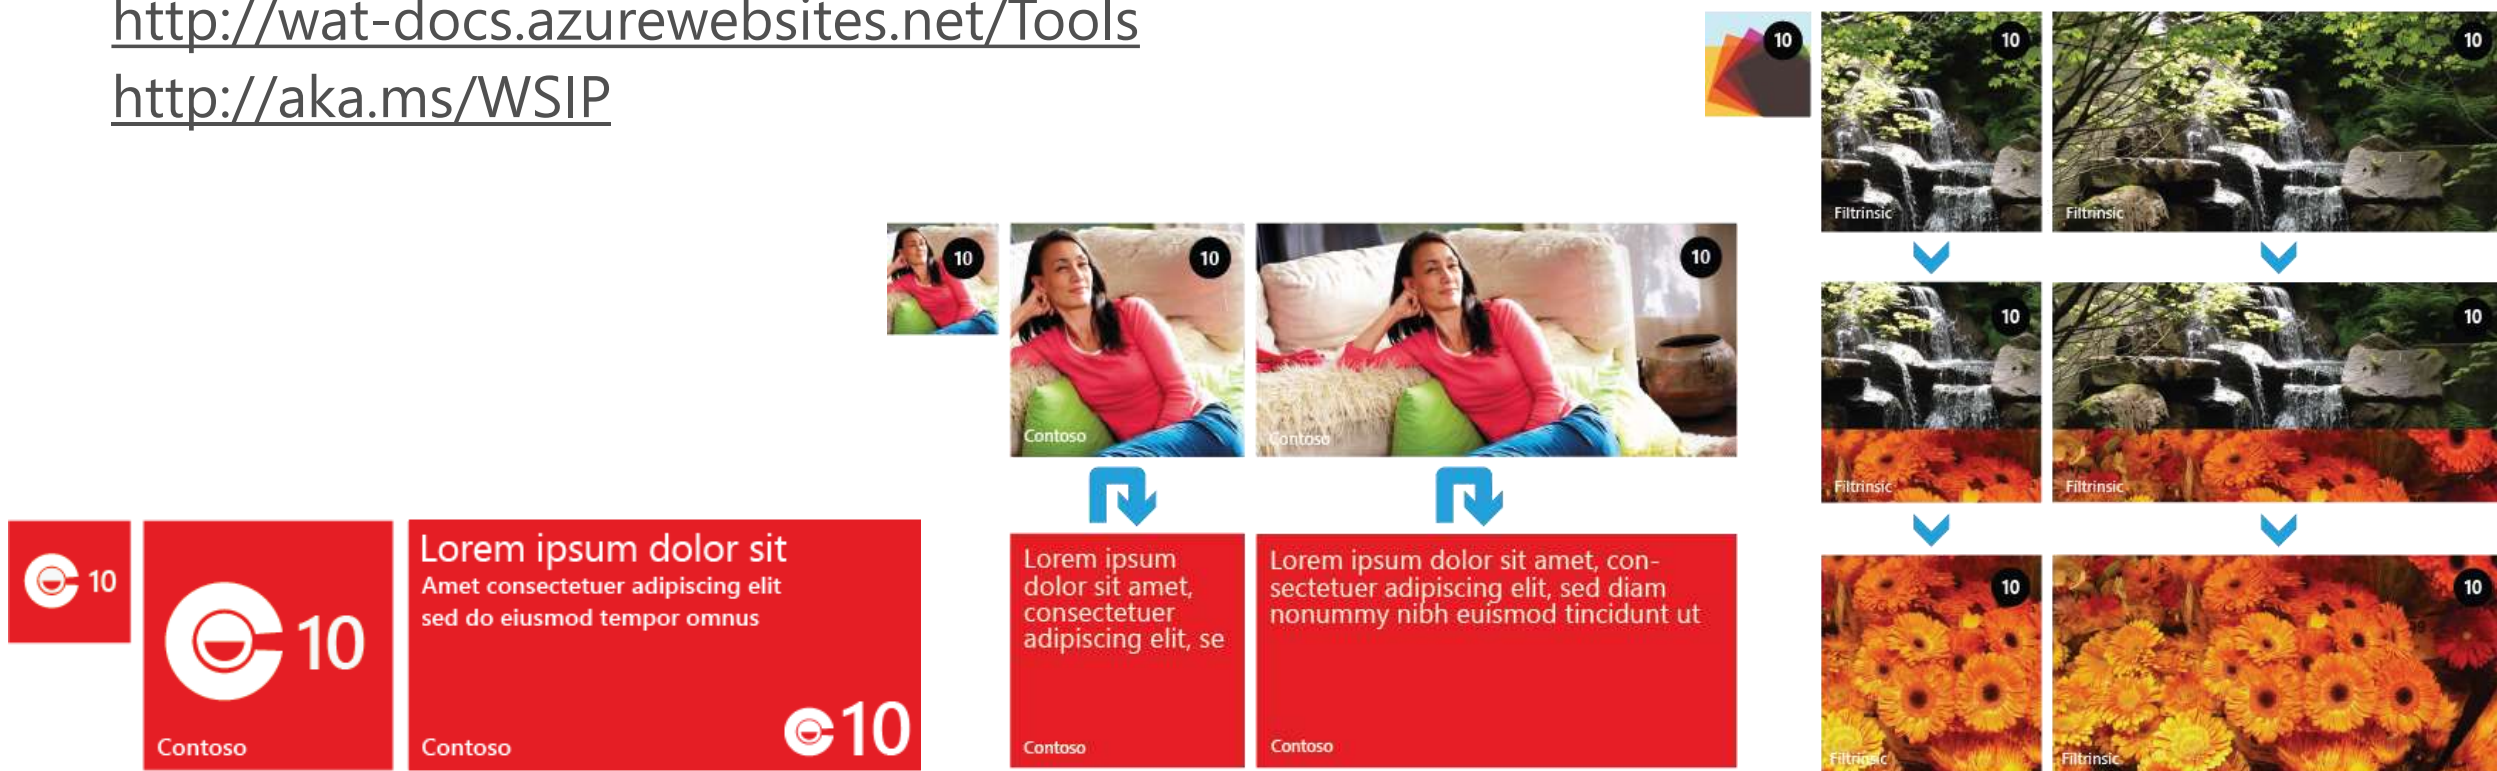 http://wat-docs.azurewebsites.net/Tools
http://aka.ms/WSIP
10
10
10
Filtrinsic
Filtrinsic
10
10
10
Contoso
Contoso
10
10
Filtrinsic
Filtrinsic
10
10
Contoso
Lorem ipsum dolor sit
Amet consectetuer adipiscing elit
sed do eiusmod tempor omnus
Contoso
10
Lorem ipsum
dolor sit amet,
consectetuer
adipiscing elit, se
Contoso
Lorem ipsum dolor sit amet, con-
sectetuer adipiscing elit, sed diam
nonummy nibh euismod tincidunt ut
Contoso
10
10
Filtrinsic
Filtrinsic